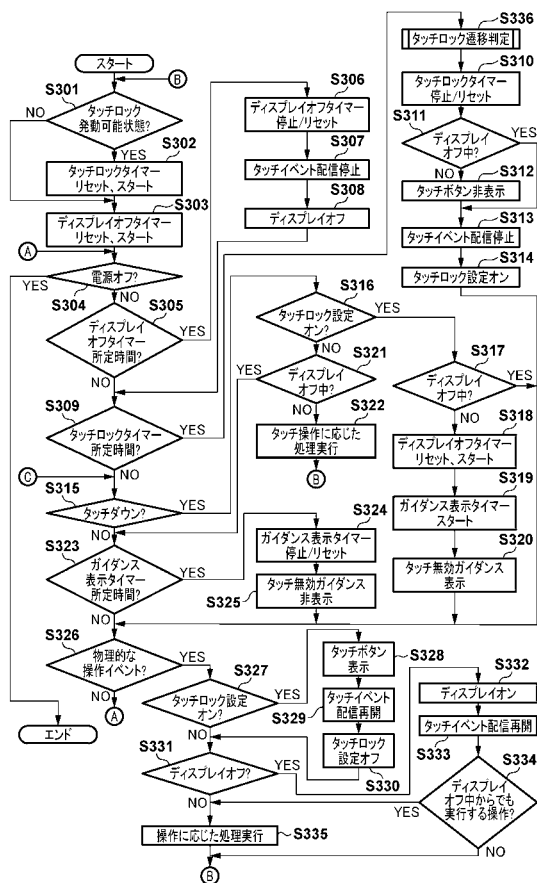 スタート
B
S301
タッチロック
発動可能状態?
NO
YES
S302
タッチロックタイマー
リセット、スタート
S303
ディスプレイオフタイマー
リセット、スタート
A
電源オフ?
YES
S304
NO
S305
ディスプレイ
オフタイマー
所定時間?
YES
NO
S309
タッチロックタイマー
所定時間?
YES
C
NO
S315
タッチダウン?
YES
NO
S323
ガイダンス
表示タイマー
所定時間?
YES
NO
S326
物理的な
操作イベント?
YES
NO
A
エンド
S306
ディスプレイオフタイマー
停止/リセット
S307
タッチイベント配信停止
S308
ディスプレイオフ
S336
タッチロック遷移判定
S310
タッチロックタイマー
停止/リセット
S311
ディスプレイ
オフ中?
YES
NO
S312
タッチボタン非表示
S313
タッチイベント配信停止
S314
タッチロック設定オン
S316
タッチロック設定
オン?
YES
NO
S321
ディスプレイ
オフ中?
YES
NO
S322
タッチ操作に応じた
処理実行
B
S317
ディスプレイ
オフ中?
YES
NO
S318
ディスプレイオフタイマー
リセット、スタート
S319
ガイダンス表示タイマー
スタート
S320
タッチ無効ガイダンス
表示
S324
ガイダンス表示タイマー
停止/リセット
タッチ無効ガイダンス
非表示
S325
S327
タッチロック設定
オン?
YES
NO
S328
タッチボタン
表示
S329
タッチイベント
配信再開
タッチロック
設定オフ
S330
S331
ディスプレイオフ?
YES
NO
S332
ディスプレイオン
タッチイベント配信再開
S333
S334
ディスプレイ
オフ中からでも
実行する操作?
YES
NO
操作に応じた処理実行
S335
B